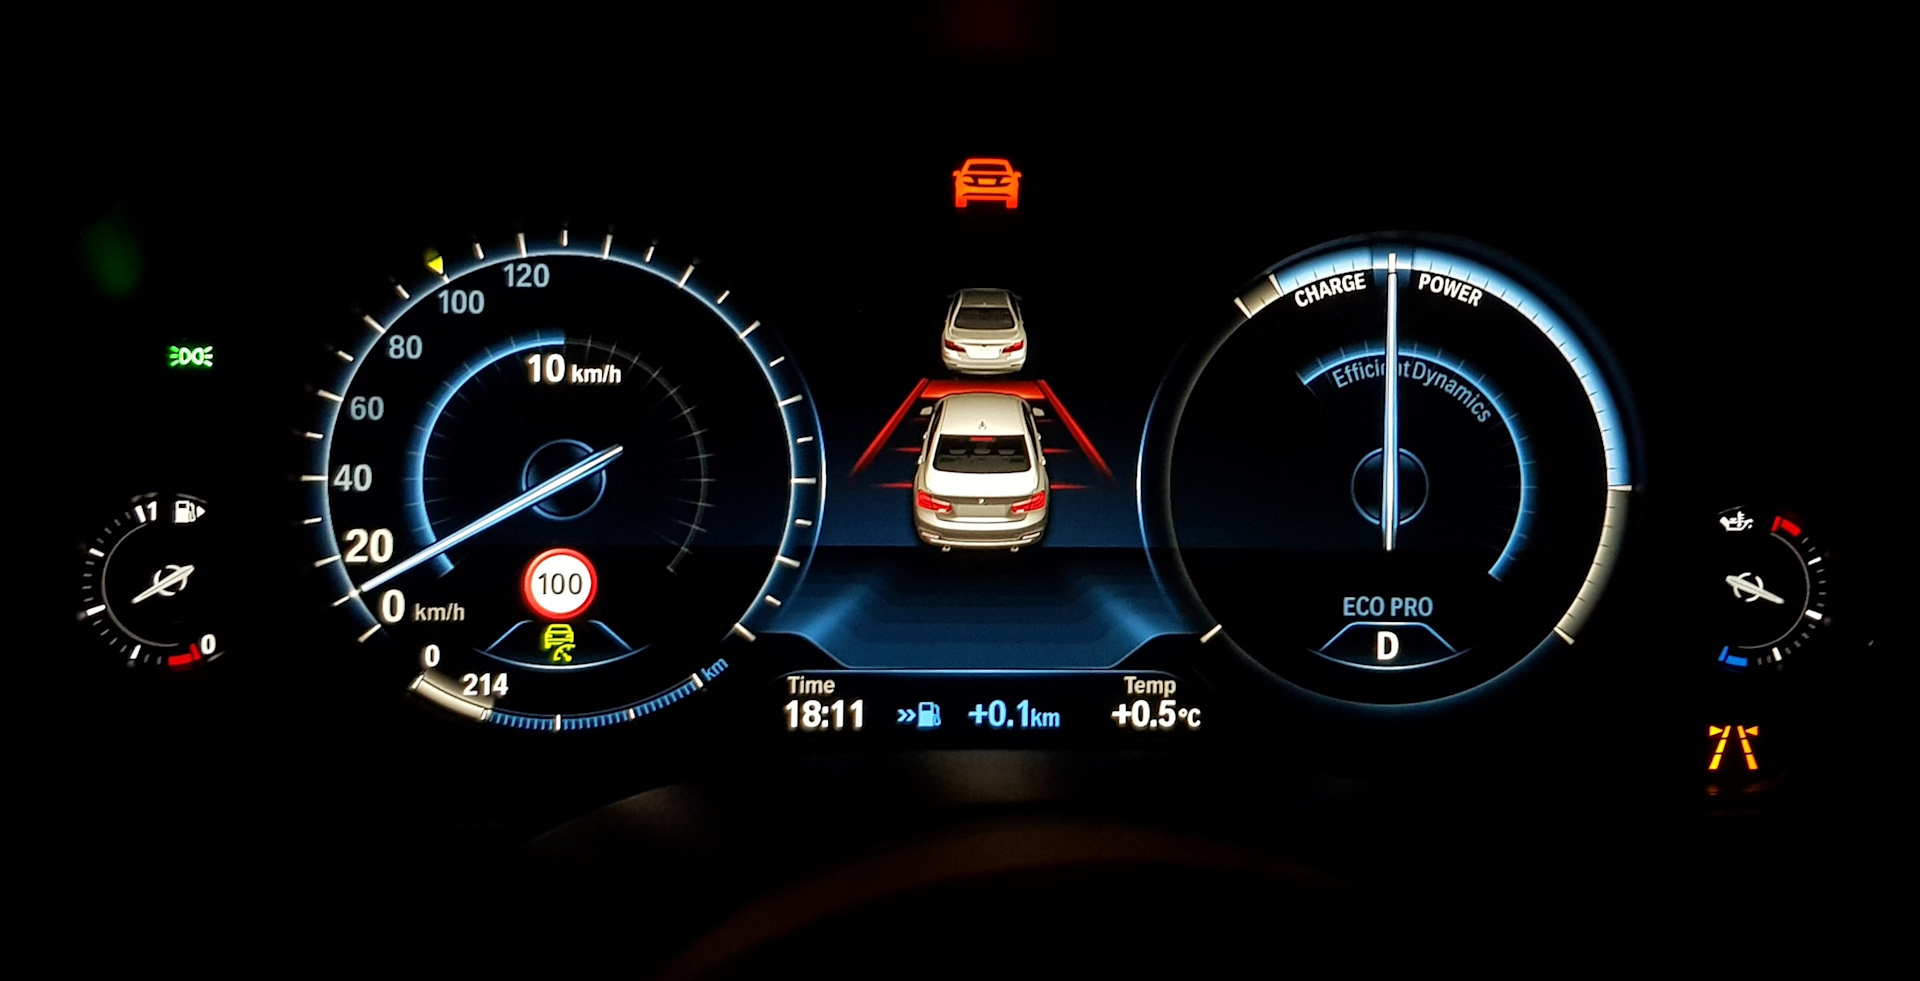 120
100
80
60
40
20
0 km/h
10 km/h
100
0
214
km
1
0
CHARGE
POWER
EfficientDynamics
ECO PRO
D
Time
18:11
+0.1km
Temp
+0.5°C